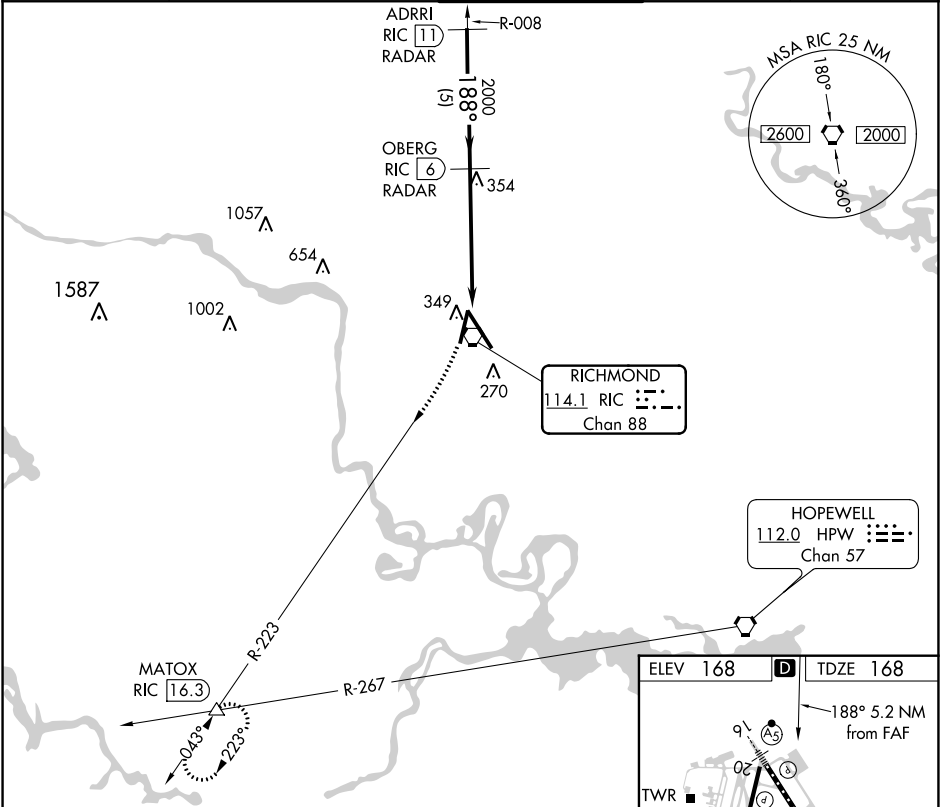 ADRRI
RIC 11
RADAR
R-008
2000
188°
(5)
OBERG
RIC 6
RADAR
354
MSA RIC 25 NM
180°
2600
2000
360°
1057
654
1587
1002
349
270
RICHMOND
114.1 RIC
Chan 88
HOPEWELL
112.0 HPW
Chan 57
R-223
MATOX
RIC 16.3
R-267
043°
223°
ELEV 168
D
TDZE 168
188° 5.2 NM
from FAF
16
A5
20
TWR
P